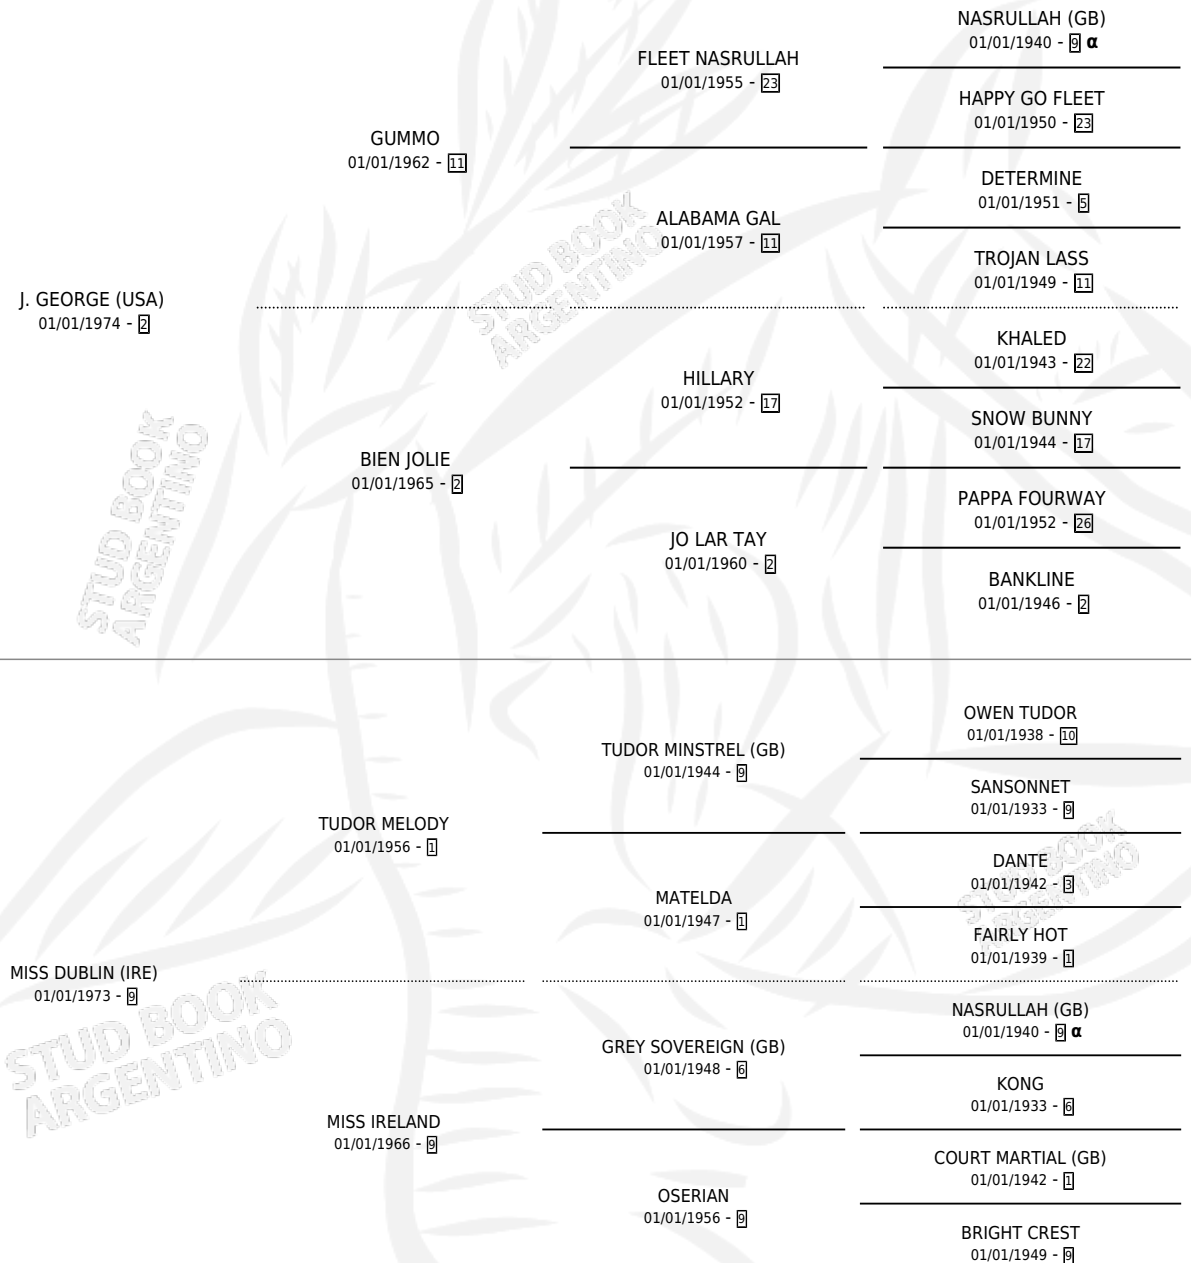 NASRULLAH (GB)
01/01/1940 - 9 α
FLEET NASRULLAH
01/01/1955 - 23
HAPPY GO FLEET
01/01/1950 - 23
GUMMO
01/01/1962 - 11
DETERMINE
01/01/1951 - 5
ALABAMA GAL
01/01/1957 - 11
TROJAN LASS
01/01/1949 - 11
J. GEORGE (USA)
01/01/1974 - 2
STUD BOOK
ARGENTINO
KHALED
01/01/1943 - 22
HILLARY
01/01/1952 - 17
SNOW BUNNY
01/01/1944 - 17
BIEN JOLIE
01/01/1965 - 2
PAPPA FOURWAY
01/01/1952 - 26
JO LAR TAY
01/01/1960 - 2
BANKLINE
01/01/1946 - 2
STUD BOOK
ARGENTINO
OWEN TUDOR
01/01/1938 - 10
TUDOR MINSTREL (GB)
01/01/1944 - 9
SANSONNET
01/01/1933 - 9
TUDOR MELODY
01/01/1956 - 1
DANTE
01/01/1942 - 3
MATELDA
01/01/1947 - 1
FAIRLY HOT
01/01/1939 - 1
STUD BOOK
ARGENTINO
MISS DUBLIN (IRE)
01/01/1973 - 9
STUD BOOK
ARGENTINO
NASRULLAH (GB)
01/01/1940 - 9 α
GREY SOVEREIGN (GB)
01/01/1948 - 6
KONG
01/01/1933 - 6
MISS IRELAND
01/01/1966 - 9
COURT MARTIAL (GB)
01/01/1942 - 1
OSERIAN
01/01/1956 - 9
BRIGHT CREST
01/01/1949 - 9